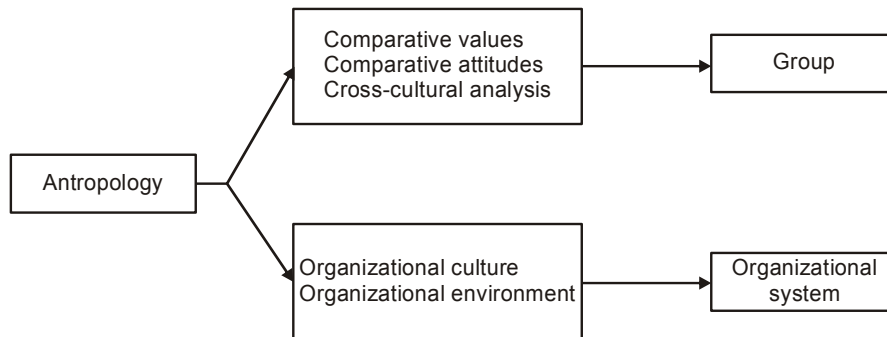 Comparative values
Comparative attitudes
Cross-cultural analysis
Group
Antropology
Organizational culture
Organizational environment
Organizational
system